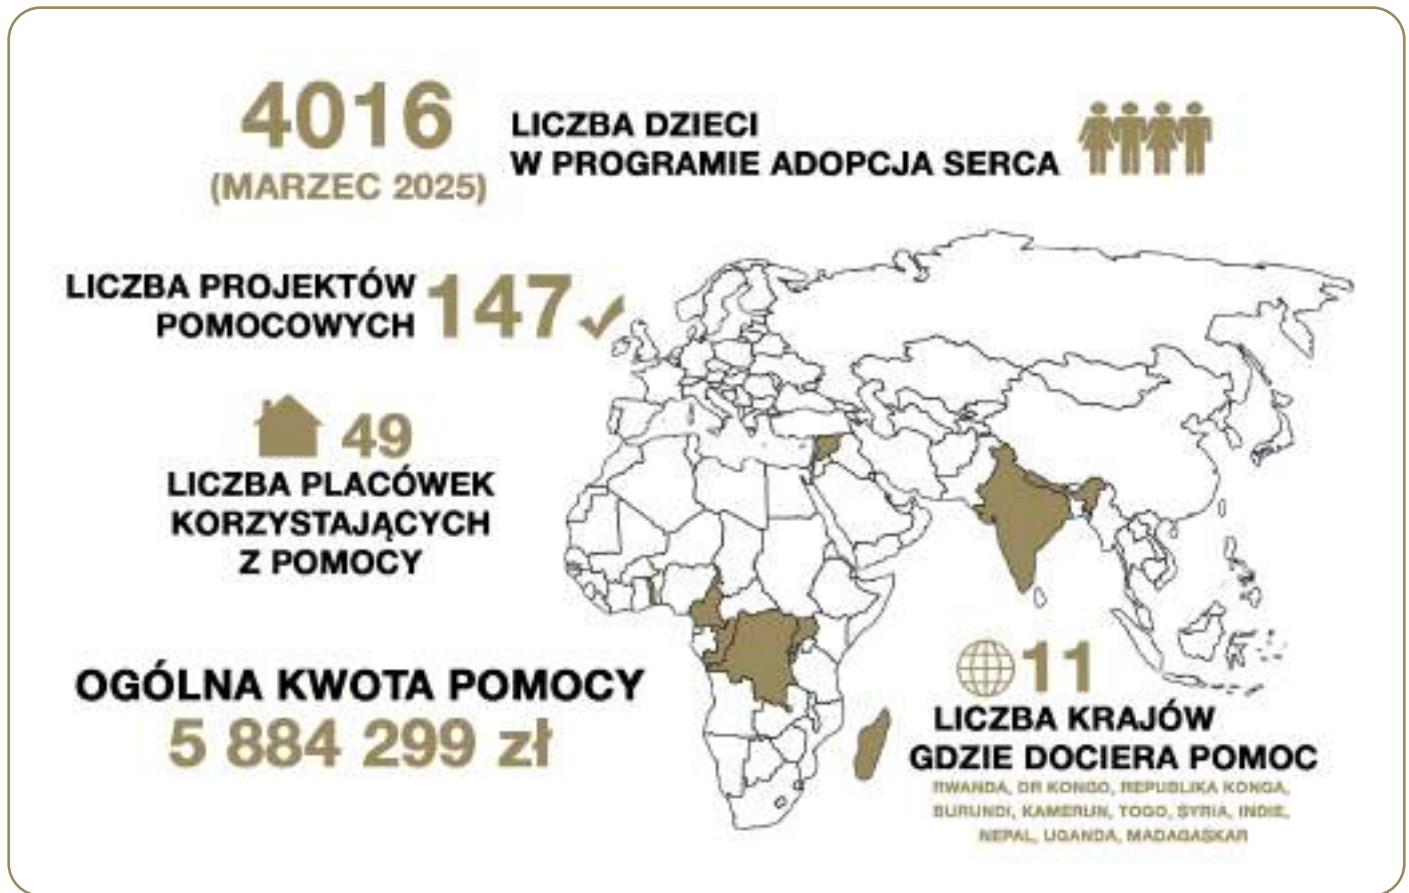 4016
(MARZEC 2025)
LICZBA DZIECI
W PROGRAMIE ADOPCJA SERCA
LICZBA PROJEKTÓW
POMOCOWYCH
147
49
LICZBA PLACÓWEK
KORZYSTAJĄCYCH
Z POMOCY
OGÓLNA KWOTA POMOCY
5 884 299 zł
11
LICZBA KRAJÓW
GDZIE DOCIERA POMOC
RWANDA, DR KONGO, REPUBLIKA KONGA,
BURUNDI, KAMERUN, TOGO, SYRIA, INDIE,
NEPAL, UGANDA, MADAGASKAR